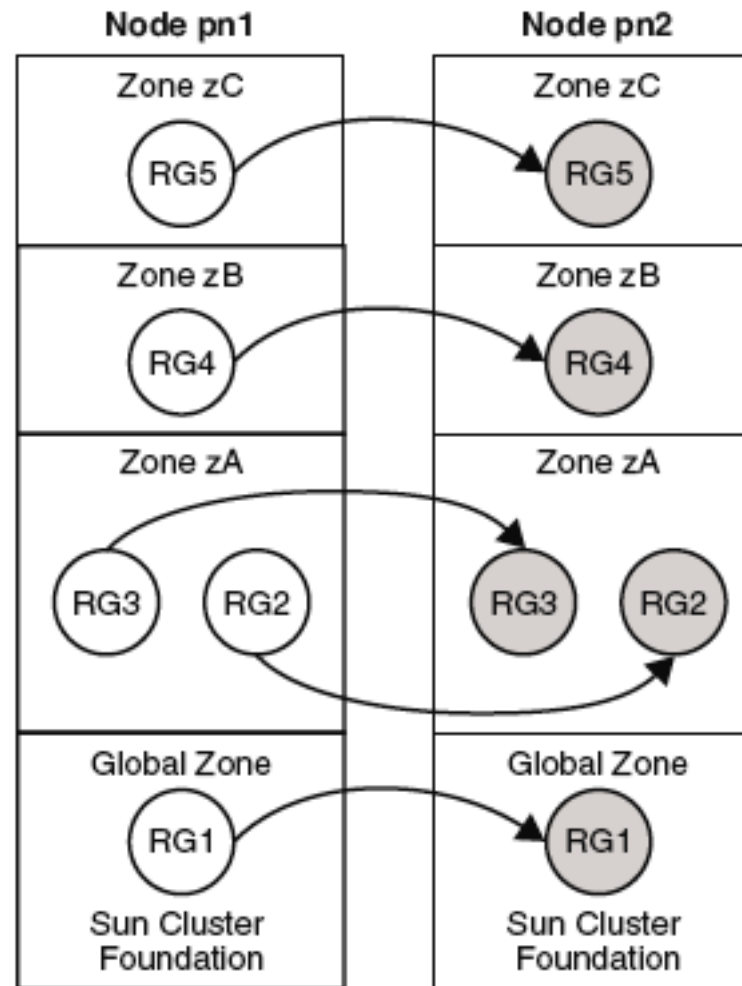 Node pn1
Zone zC
RG5
Zone zB
RG4
Zone zA
RG3 RG2
Global Zone
RG1
Sun Cluster
Foundation
Node pn2
Zone zC
RG5
Zone zB
RG4
Zone zA
RG3 RG2
Global Zone
RG1
Sun Cluster
Foundation